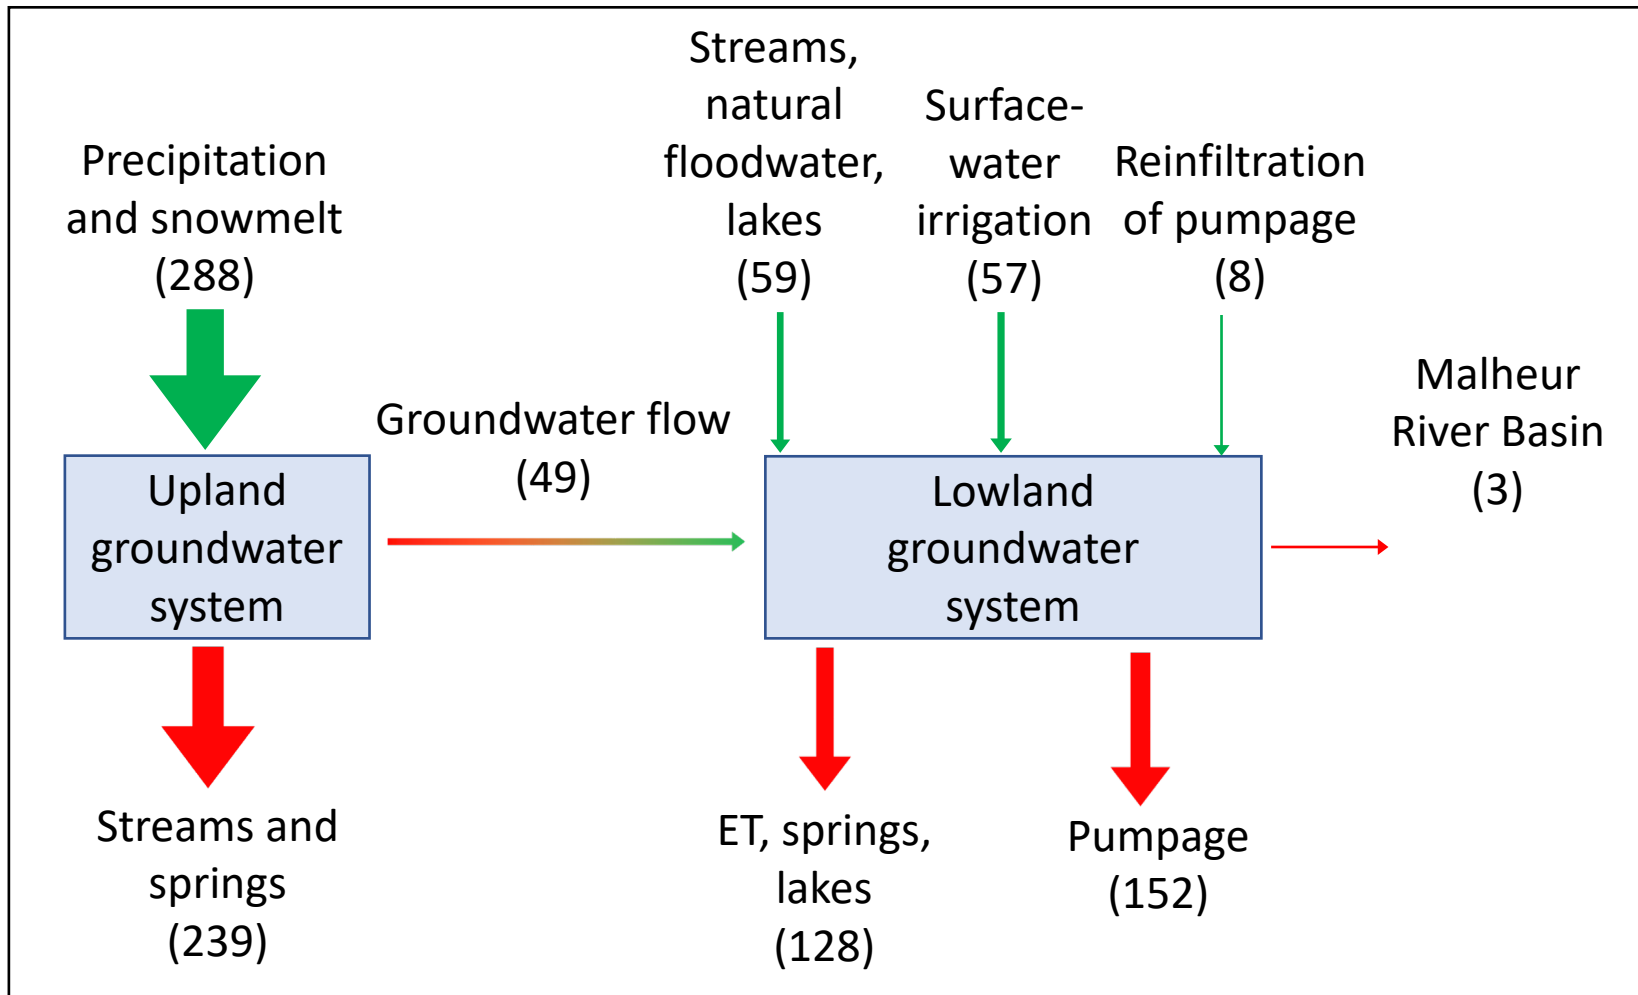 Precipitation
and snowmelt
(288)
Streams,
natural
floodwater,
lakes
(59)
Surface-
water
irrigation
(57)
Reinfiltration
of pumpage
(8)
Malheur
River Basin
(3)
Groundwater flow
(49)
Upland
groundwater
system
Lowland
groundwater
system
Streams and
springs
(239)
ET, springs,
lakes
(128)
Pumpage
(152)